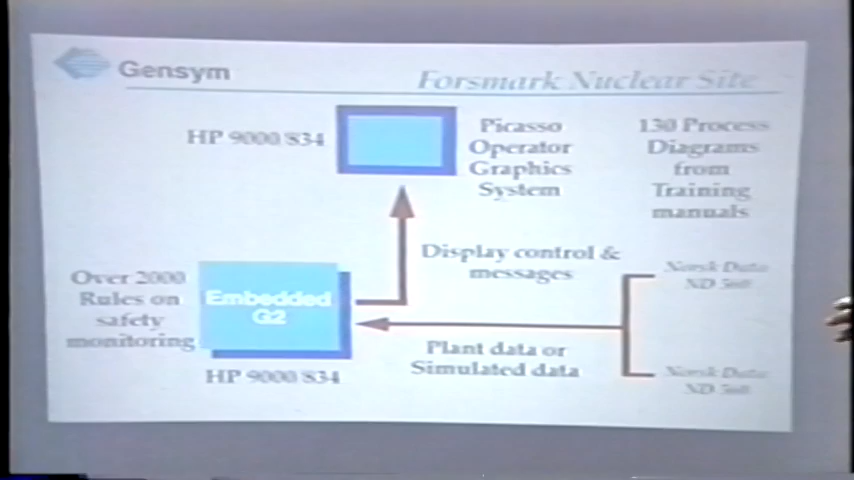 Gensym
Forsmark Nuclear Site
HP 9000/834
Picasso
Operator
Graphics
System
130 Process
Diagrams
from
Training
manuals
Display control &
messages
Over 2000
Rules on
safety
monitoring
Embedded
G2
HP 9000/834
Plant data or
Simulated data
Norsk Data
ND
Norsk Data
ND